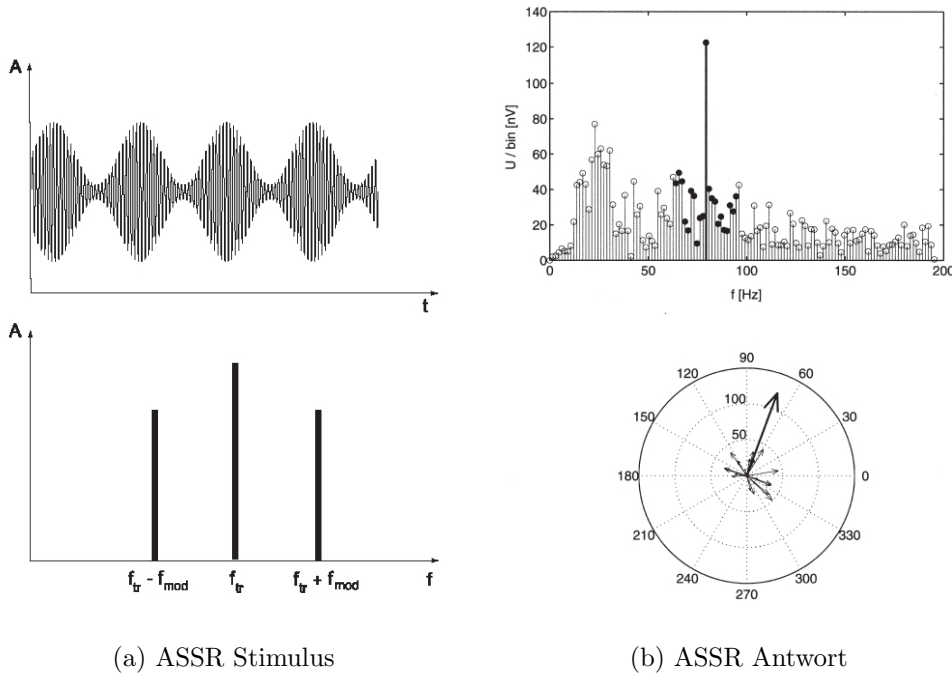 A
t
A
f_tr - f_mod
f_tr
f_tr + f_mod
f
(a) ASSR Stimulus
140
120
100
80
60
40
20
0
U / bin [nV]
0
50
100
150
200
f [Hz]
90
120
60
100
150
30
50
180
0
210
330
240
300
270
(b) ASSR Antwort